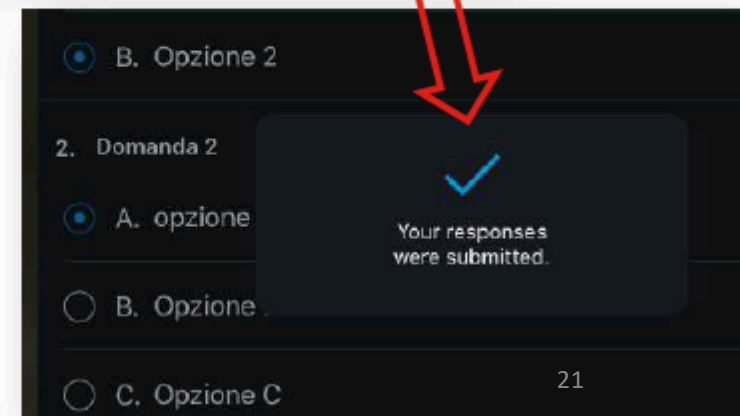 B. Opzione 2
2. Domanda 2
A. opzione
Your responses
were submitted.
B. Opzione
C. Opzione C
21